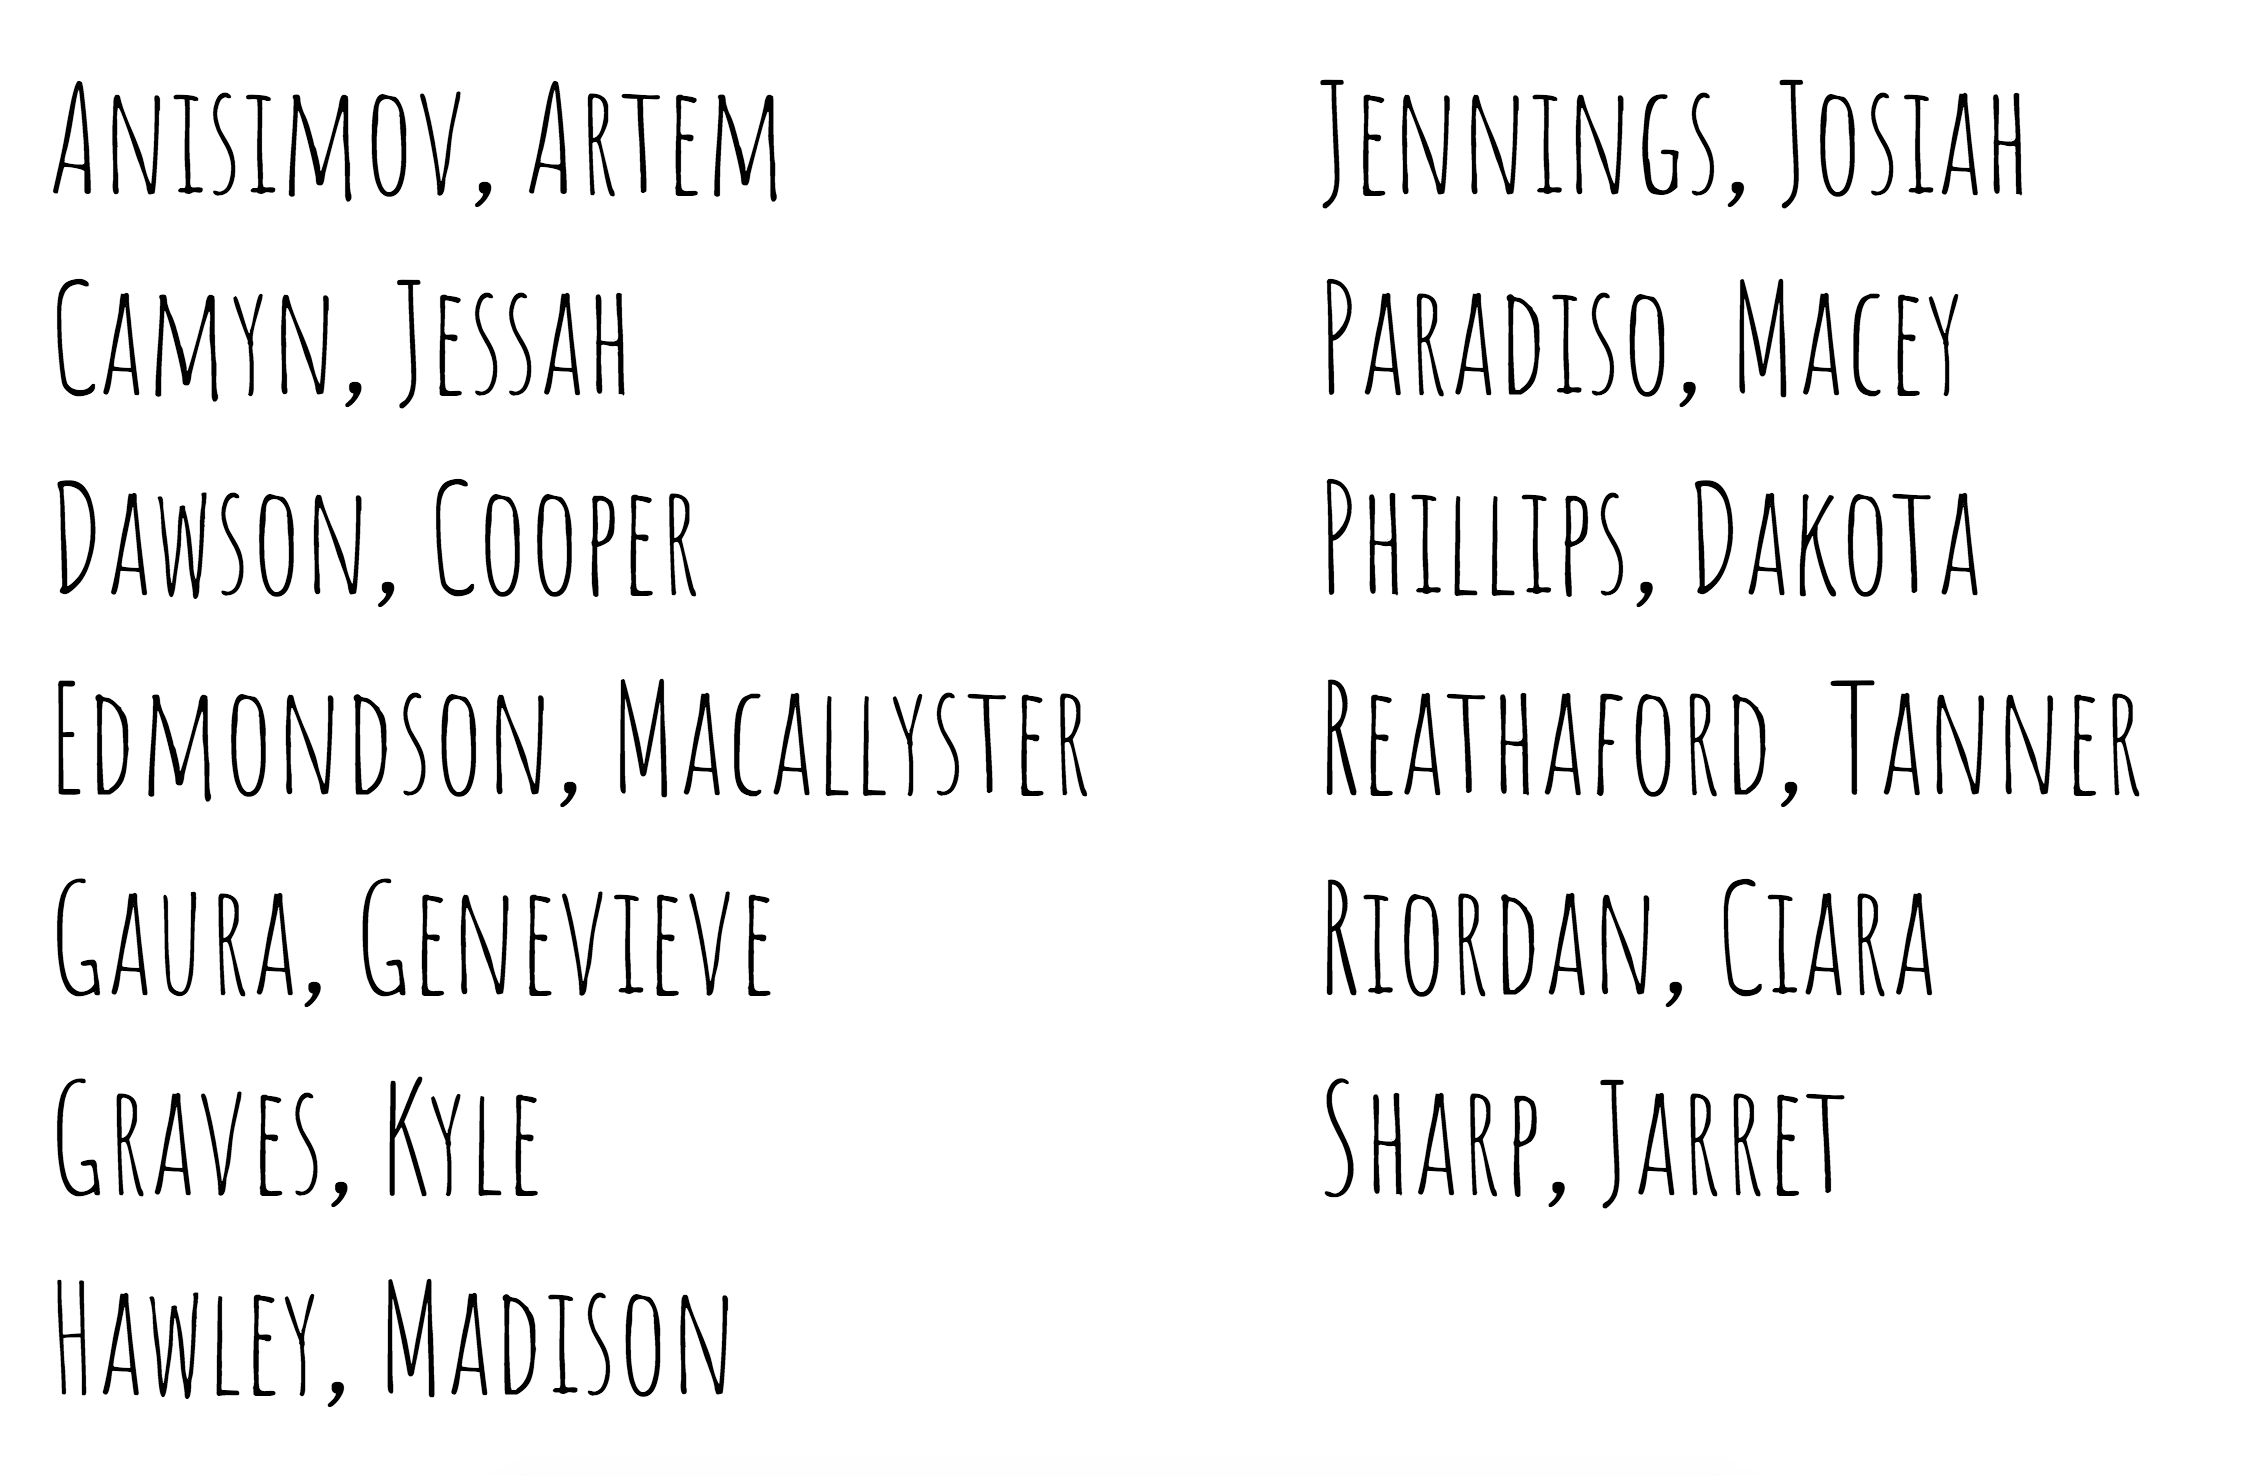 Anisimov, Artem
Camyn, Jessah
Dawson, Cooper
Edmondson, Macallyster
Gaura, Genevieve
Graves, Kyle
Hawley, Madison
Jennings, Josiah
Paradiso, Macey
Phillips, Dakota
Reathaford, Tanner
Riordan, Ciara
Sharp, Jarret